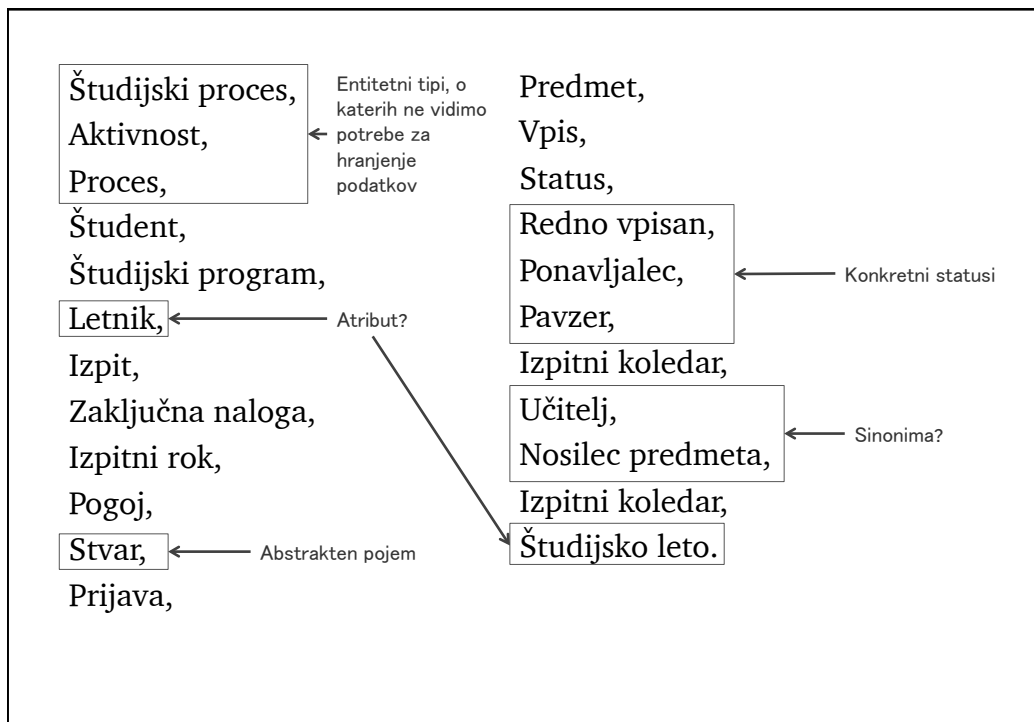 Študijski proces,
Aktivnost,
Proces,
Študent,
Študijski program,
Letnik,
Izpit,
Zaključna naloga,
Izpitni rok,
Pogoj,
Stvar,
Prijava,
Entitetni tipi, o
katerih ne vidimo
potrebe za
hranjenje
podatkov
Atribut?
Abstrakten pojem
Predmet,
Vpis,
Status,
Redno vpisan,
Ponavljalec,
Pavzer,
Izpitni koledar,
Učitelj,
Nosilec predmeta,
Izpitni koledar,
Študijsko leto.
Konkretni statusi
Sinonima?